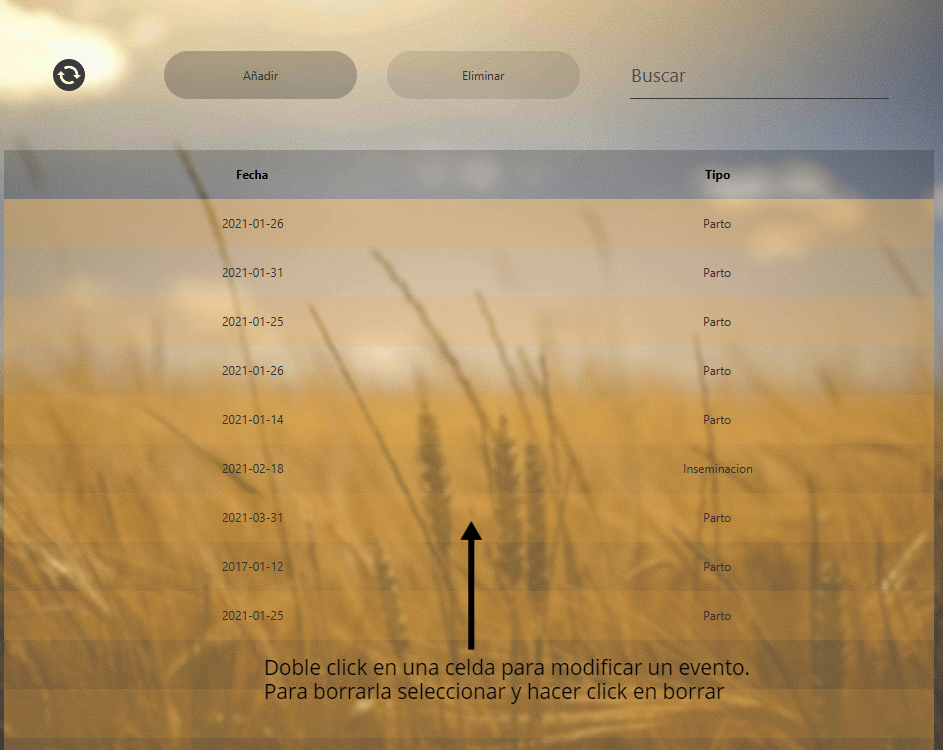 Añadir Eliminar Buscar
Fecha Tipo
2021-01-26 Parto
2021-01-31 Parto
2021-01-25 Parto
2021-01-26 Parto
2021-01-14 Parto
2021-02-18 Inseminacion
2021-03-31 Parto
2017-01-12 Parto
2021-01-25 Parto
Doble click en una celda para modificar un evento.
Para borrarla seleccionar y hacer click en borrar